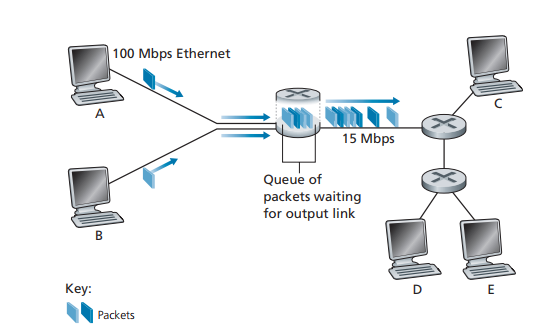 100 Mbps Ethernet
A
C
15 Mbps
Queue of
packets waiting
for output link
B
D
E
Key:
Packets